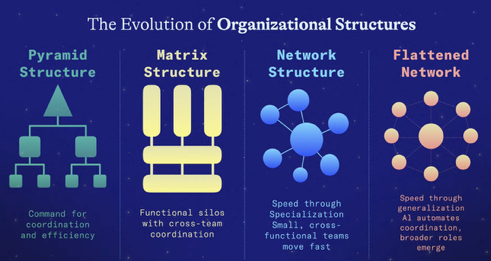 The Evolution of Organizational Structures
Pyramid
Structure
Command for
coordination
and efficiency
Matrix
Structure
Functional silos
with cross-team
coordination
Network
Structure
Speed through
Specialization
Small, cross-
functional teams
move fast
Flattened
Network
Speed through
generalization
AI automates
coordination,
broader roles
emerge